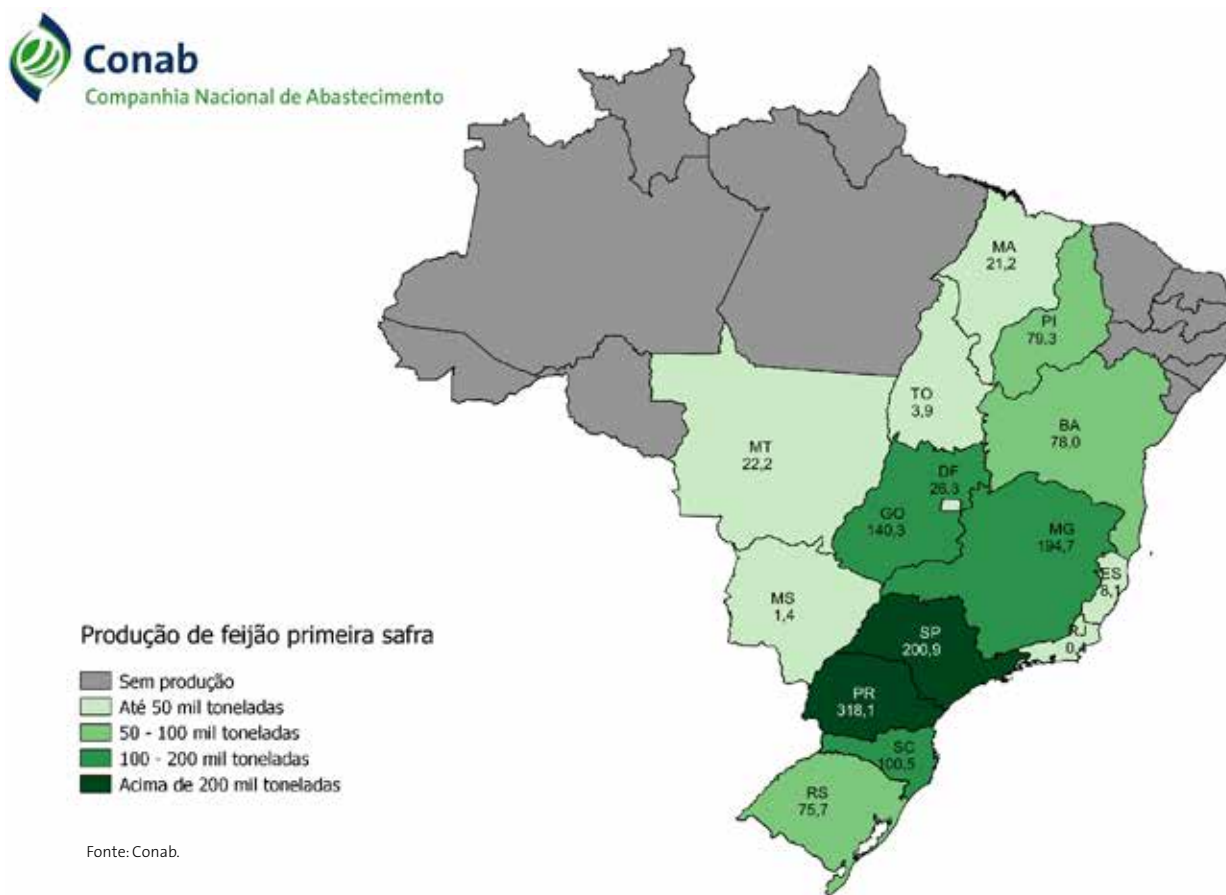 Conab
Companhia Nacional de Abastecimento
MA
21,2
PI
79,3
TO
3,9
BA
78,0
MT
22,2
DF
26,3
GO
140,3
MG
194,7
ES
8,1
MS
1,4
SP
200,9
RJ
0,4
PR
318,1
SC
100,5
RS
75,7
Produção de feijão primeira safra
Sem produção
Até 50 mil toneladas
50 - 100 mil toneladas
100 - 200 mil toneladas
Acima de 200 mil toneladas
Fonte: Conab.